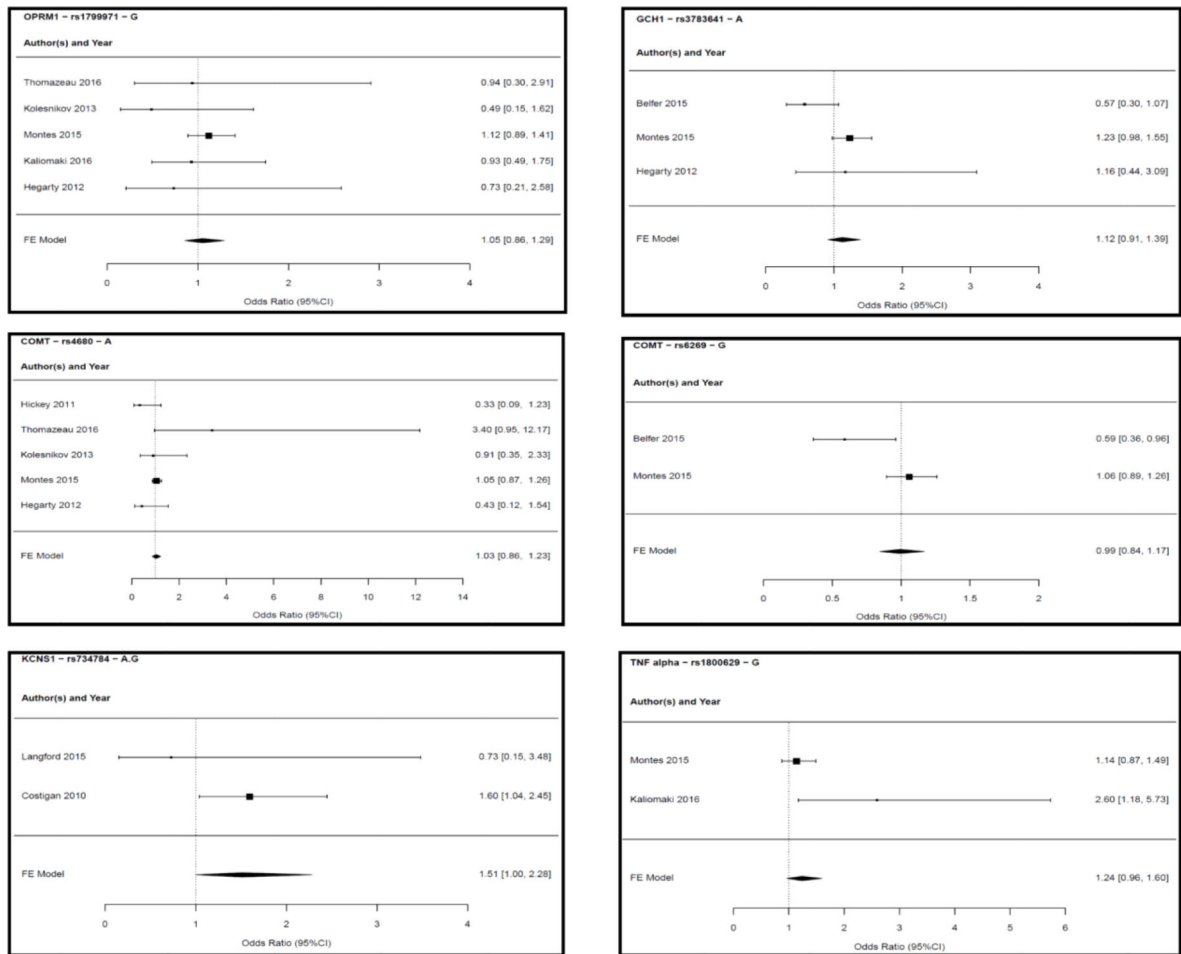 OPRM1 − rs1799971 − G
Author(s) and Year
Thomazeau 2016 0.94 [0.30, 2.91]
Kolesnikov 2013 0.49 [0.15, 1.62]
Montes 2015 1.12 [0.89, 1.41]
Kaliomaki 2016 0.93 [0.49, 1.75]
Hegarty 2012 0.73 [0.21, 2.58]
FE Model 1.05 [0.86, 1.29]
0 1 2 3 4
Odds Ratio (95%CI)
GCH1 − rs3783641 − A
Author(s) and Year
Belfer 2015 0.57 [0.30, 1.07]
Montes 2015 1.23 [0.98, 1.55]
Hegarty 2012 1.16 [0.44, 3.09]
FE Model 1.12 [0.91, 1.39]
0 1 2 3 4
Odds Ratio (95%CI)
COMT − rs4680 − A
Author(s) and Year
Hickey 2011 0.33 [0.09, 1.23]
Thomazeau 2016 3.40 [0.95, 12.17]
Kolesnikov 2013 0.91 [0.35, 2.33]
Montes 2015 1.05 [0.87, 1.26]
Hegarty 2012 0.43 [0.12, 1.54]
FE Model 1.03 [0.86, 1.23]
0 2 4 6 8 10 12 14
Odds Ratio (95%CI)
COMT − rs6269 − G
Author(s) and Year
Belfer 2015 0.59 [0.36, 0.96]
Montes 2015 1.06 [0.89, 1.26]
FE Model 0.99 [0.84, 1.17]
0 0.5 1 1.5 2
Odds Ratio (95%CI)
KCNS1 − rs734784 − A.G
Author(s) and Year
Langford 2015 0.73 [0.15, 3.48]
Costigan 2010 1.60 [1.04, 2.45]
FE Model 1.51 [1.00, 2.28]
0 1 2 3 4
Odds Ratio (95%CI)
TNF alpha − rs1800629 − G
Author(s) and Year
Montes 2015 1.14 [0.87, 1.49]
Kaliomaki 2016 2.60 [1.18, 5.73]
FE Model 1.24 [0.96, 1.60]
0 1 2 3 4 5 6
Odds Ratio (95%CI)